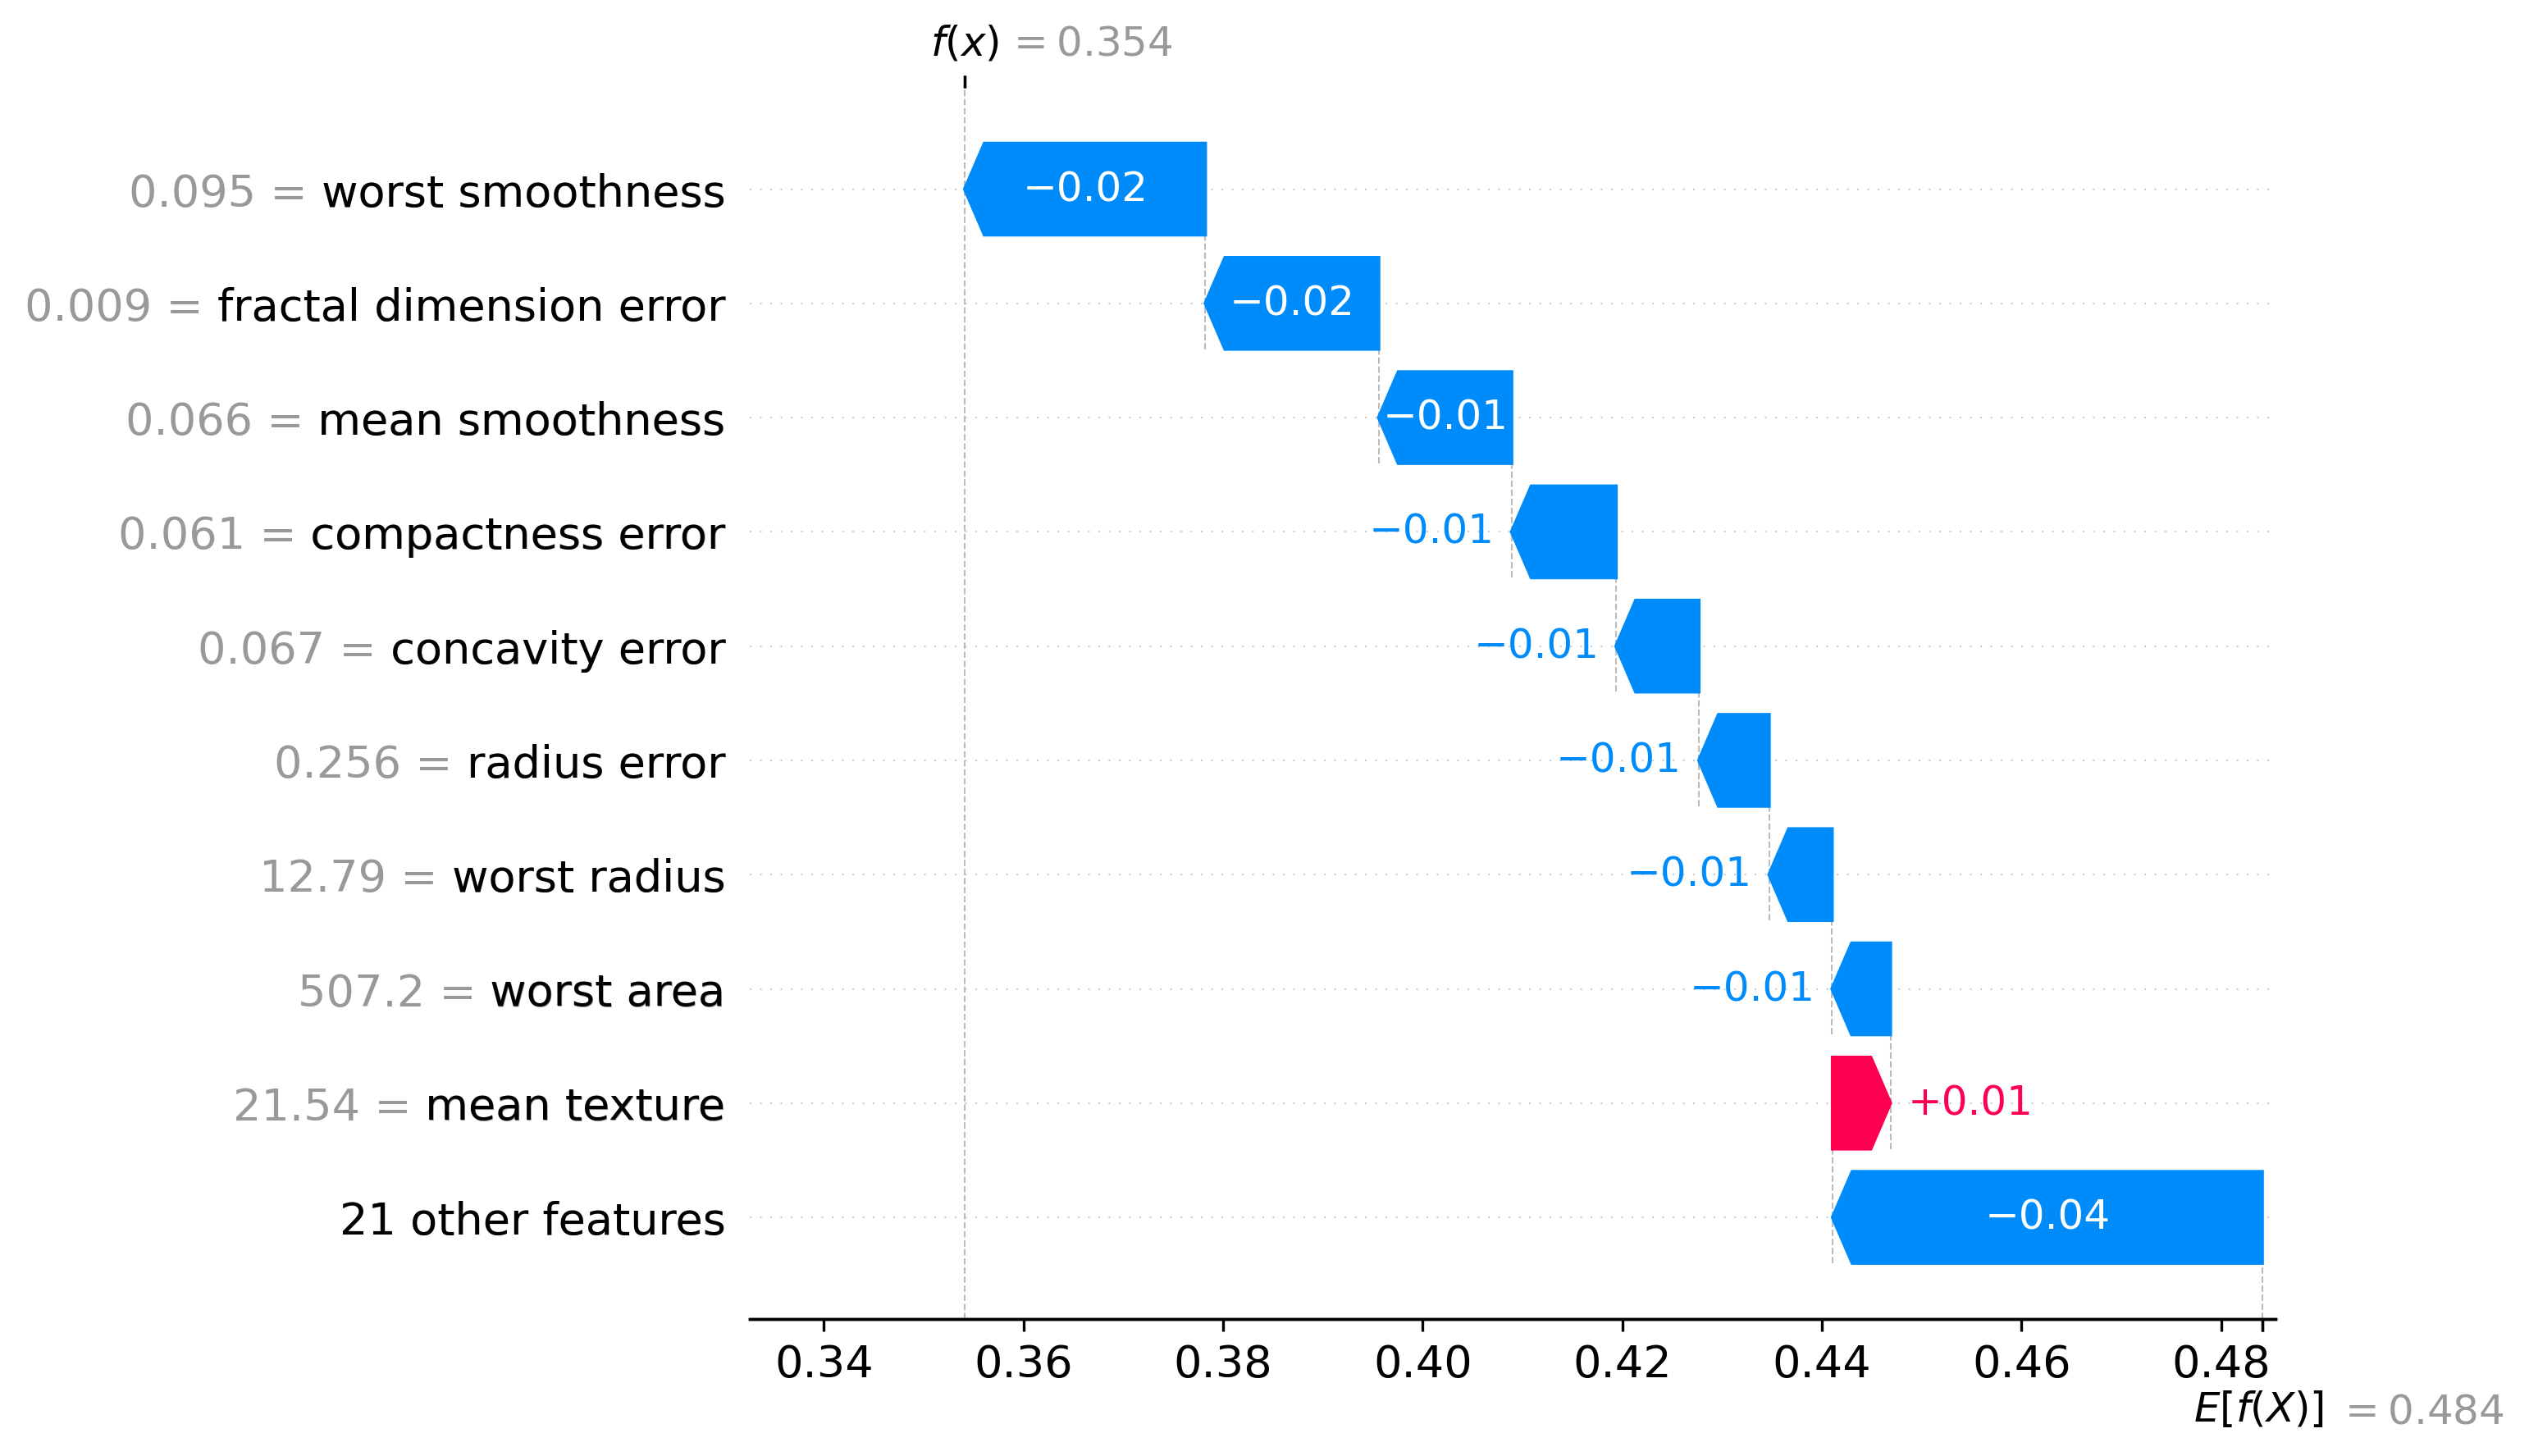 f(x) = 0.354
0.095 = worst smoothness −0.02
0.009 = fractal dimension error −0.02
0.066 = mean smoothness −0.01
0.061 = compactness error −0.01
0.067 = concavity error −0.01
0.256 = radius error −0.01
12.79 = worst radius −0.01
507.2 = worst area −0.01
21.54 = mean texture +0.01
21 other features −0.04
0.34 0.36 0.38 0.40 0.42 0.44 0.46 0.48
E[f(X)] = 0.484